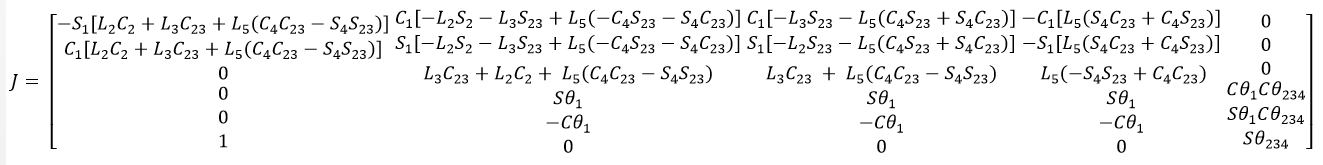 −S₁[L₂C₂ + L₃C₂₃ + L₅(C₄C₂₃ − S₄S₂₃)] C₁[−L₂S₂ − L₃S₂₃ + L₅(−C₄S₂₃ − S₄C₂₃)] C₁[−L₃S₂₃ − L₅(C₄S₂₃ + S₄C₂₃)] −C₁[L₅(S₄C₂₃ + C₄S₂₃)] 0
C₁[L₂C₂ + L₃C₂₃ + L₅(C₄C₂₃ − S₄S₂₃)] S₁[−L₂S₂ − L₃S₂₃ + L₅(−C₄S₂₃ − S₄C₂₃)] S₁[−L₂S₂₃ − L₅(C₄S₂₃ + S₄C₂₃)] −S₁[L₅(S₄C₂₃ + C₄S₂₃)] 0
J = 0 L₃C₂₃ + L₂C₂ + L₅(C₄C₂₃ − S₄S₂₃) L₃C₂₃ + L₅(C₄C₂₃ − S₄S₂₃) L₅(−S₄S₂₃ + C₄C₂₃) 0
0 Sθ₁ Sθ₁ Sθ₁ Cθ₁Cθ₂₃₄
0 −Cθ₁ −Cθ₁ −Cθ₁ Sθ₁Cθ₂₃₄
1 0 0 0 Sθ₂₃₄